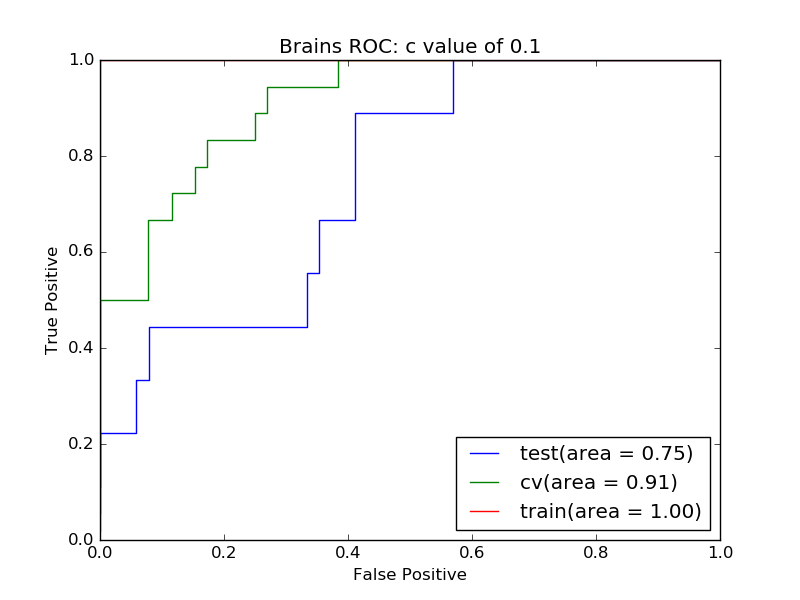 Brains ROC: c value of 0.1
1.0
0.8
0.6
0.4
0.2
0.0
True Positive
0.0 0.2 0.4 0.6 0.8 1.0
False Positive
test(area = 0.75)
cv(area = 0.91)
train(area = 1.00)